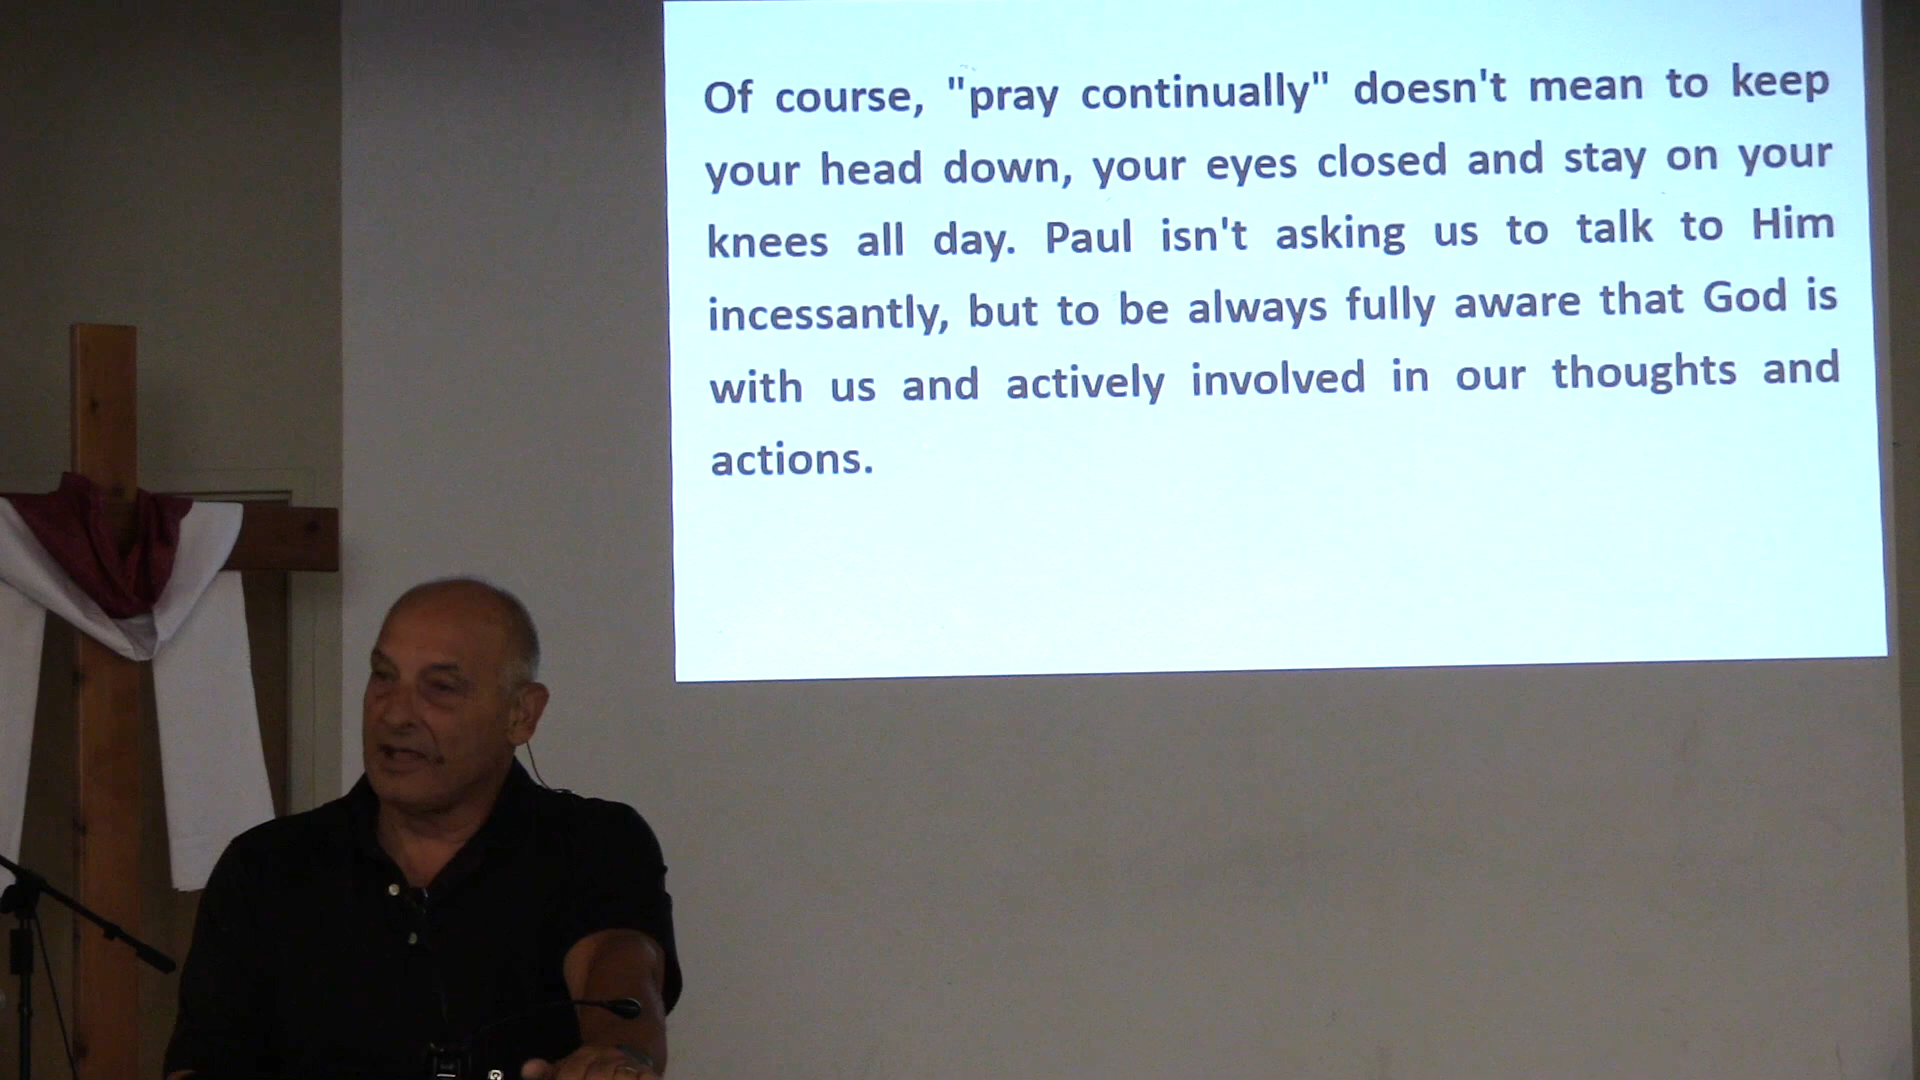 Of course, "pray continually" doesn't mean to keep
your head down, your eyes closed and stay on your
knees all day. Paul isn't asking us to talk to Him
incessantly, but to be always fully aware that God is
with us and actively involved in our thoughts and
actions.